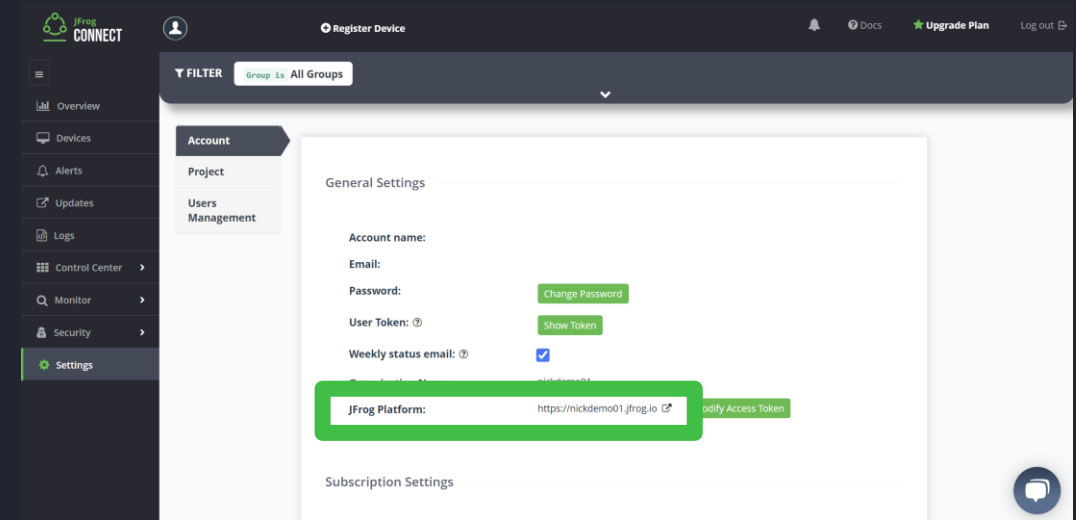 JFrog
CONNECT
Register Device
Docs
Upgrade Plan
Log out
FILTER
Group is All Groups
Overview
Devices
Alerts
Updates
Logs
Control Center
Monitor
Security
Settings
Account
Project
Users
Management
General Settings
Account name:
Email:
Password:
Change Password
User Token:
Show Token
Weekly status email:
JFrog Platform:
https://nickdemo01.jfrog.io
odify Access Token
Subscription Settings